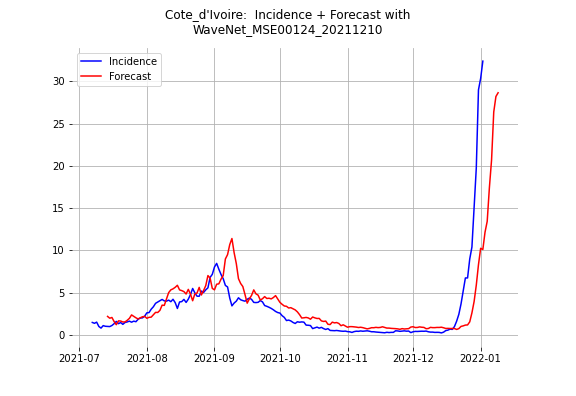 Cote_d'Ivoire:  Incidence + Forecast with
WaveNet_MSE00124_20211210
Incidence
Forecast
30
25
20
15
10
5
0
2021-07 2021-08 2021-09 2021-10 2021-11 2021-12 2022-01